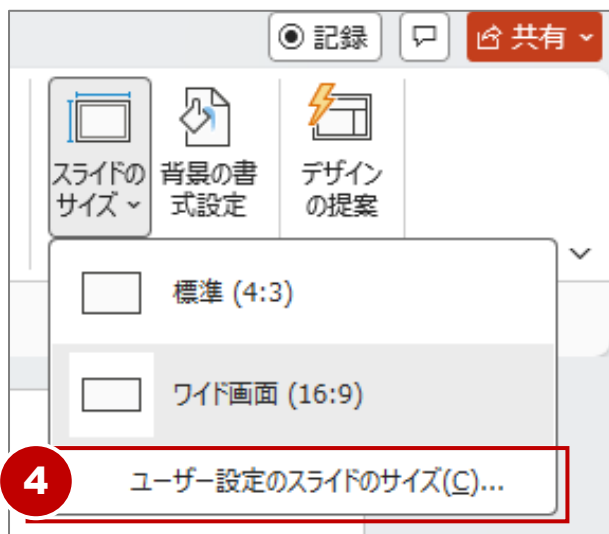 記録
共有
スライドの
サイズ
背景の書
式設定
デザイン
の提案
標準 (4:3)
ワイド画面 (16:9)
4
ユーザー設定のスライドのサイズ(C)...